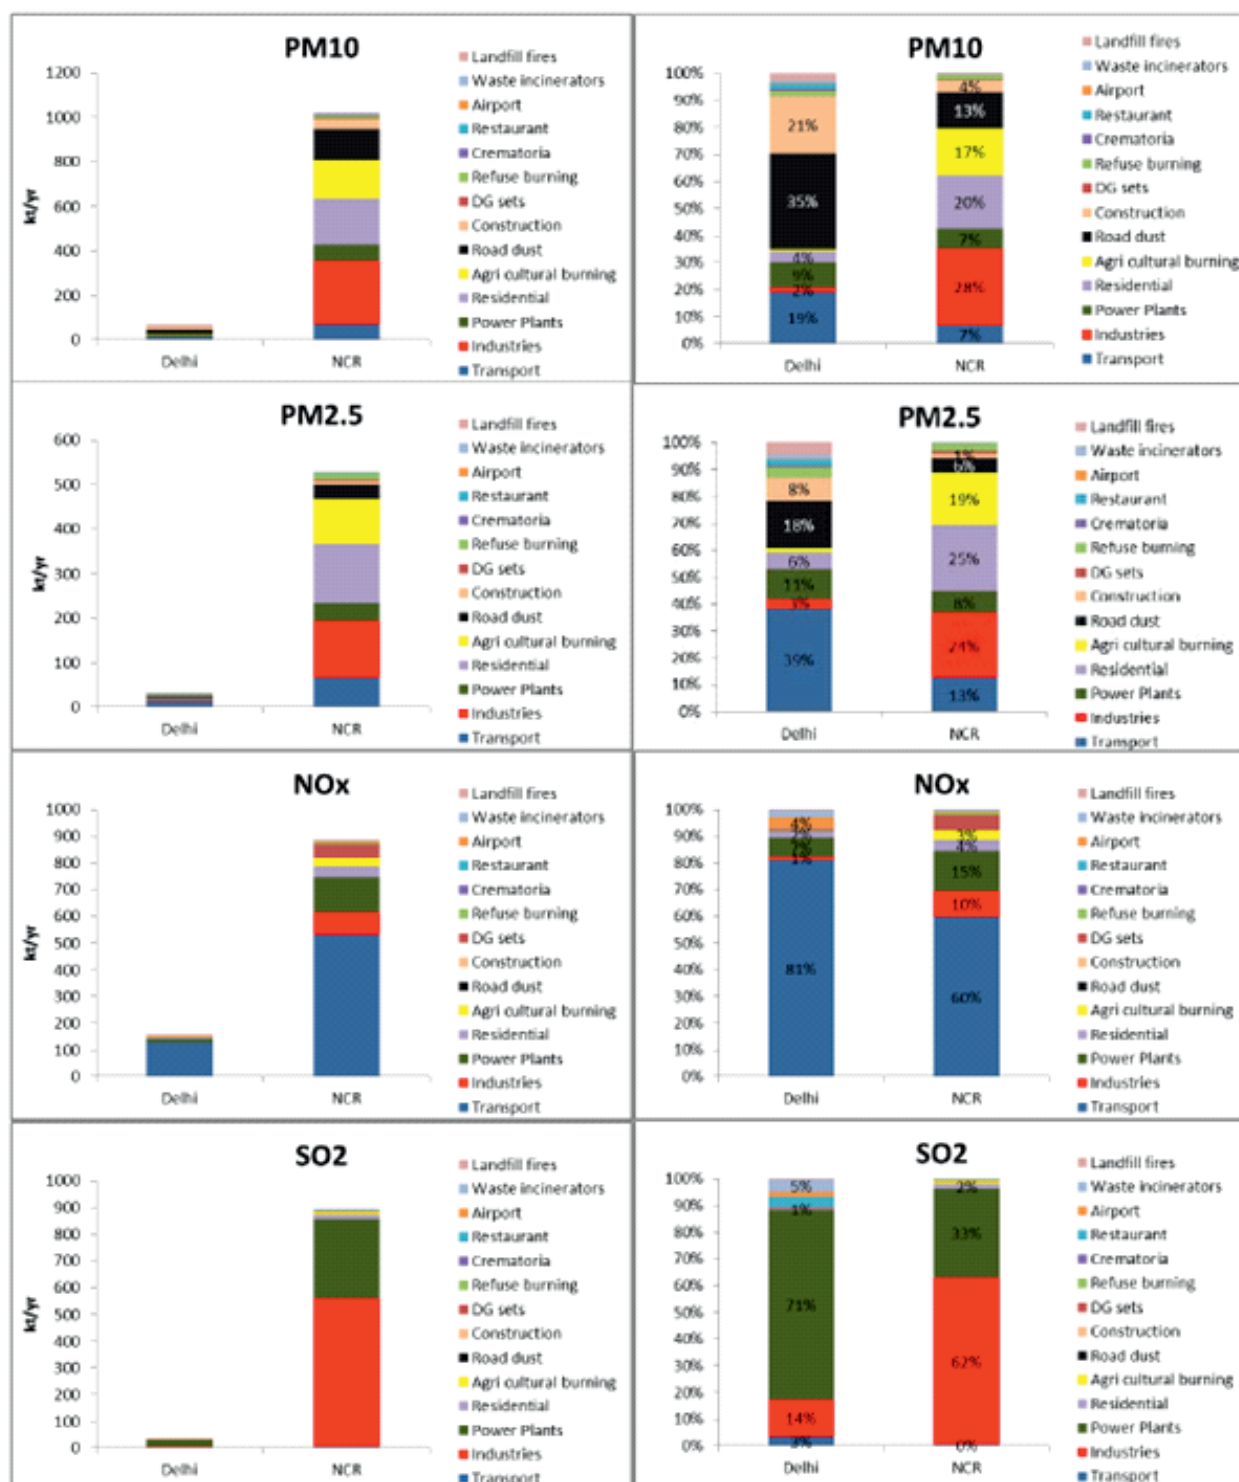 PM10
1200
1000
800
600
400
200
0
kt/yr
Delhi
NCR
Landfill fires
Waste incinerators
Airport
Restaurant
Crematoria
Refuse burning
DG sets
Construction
Road dust
Agri cultural burning
Residential
Power Plants
Industries
Transport
PM10
100%
90%
80%
70%
60%
50%
40%
30%
20%
10%
0%
21%
35%
4%
9%
2%
19%
4%
13%
17%
20%
7%
28%
7%
Delhi
NCR
Landfill fires
Waste incinerators
Airport
Restaurant
Crematoria
Refuse burning
DG sets
Construction
Road dust
Agri cultural burning
Residential
Power Plants
Industries
Transport
PM2.5
600
500
400
300
200
100
0
kt/yr
Delhi
NCR
Landfill fires
Waste incinerators
Airport
Restaurant
Crematoria
Refuse burning
DG sets
Construction
Road dust
Agri cultural burning
Residential
Power Plants
Industries
Transport
PM2.5
100%
90%
80%
70%
60%
50%
40%
30%
20%
10%
0%
8%
18%
6%
11%
3%
39%
1%
6%
19%
25%
8%
24%
13%
Delhi
NCR
Landfill fires
Waste incinerators
Airport
Restaurant
Crematoria
Refuse burning
DG sets
Construction
Road dust
Agri cultural burning
Residential
Power Plants
Industries
Transport
NOx
1000
900
800
700
600
500
400
300
200
100
0
kt/yr
Delhi
NCR
Landfill fires
Waste incinerators
Airport
Restaurant
Crematoria
Refuse burning
DG sets
Construction
Road dust
Agri cultural burning
Residential
Power Plants
Industries
Transport
NOx
100%
90%
80%
70%
60%
50%
40%
30%
20%
10%
0%
4%
2%
7%
1%
81%
3%
4%
15%
10%
60%
Delhi
NCR
Landfill fires
Waste incinerators
Airport
Restaurant
Crematoria
Refuse burning
DG sets
Construction
Road dust
Agri cultural burning
Residential
Power Plants
Industries
Transport
SO2
1000
900
800
700
600
500
400
300
200
100
0
kt/yr
Delhi
NCR
Landfill fires
Waste incinerators
Airport
Restaurant
Crematoria
Refuse burning
DG sets
Construction
Road dust
Agri cultural burning
Residential
Power Plants
Industries
Transport
SO2
100%
90%
80%
70%
60%
50%
40%
30%
20%
10%
0%
5%
1%
71%
14%
3%
2%
33%
62%
0%
Delhi
NCR
Landfill fires
Waste incinerators
Airport
Restaurant
Crematoria
Refuse burning
DG sets
Construction
Road dust
Agri cultural burning
Residential
Power Plants
Industries
Transport